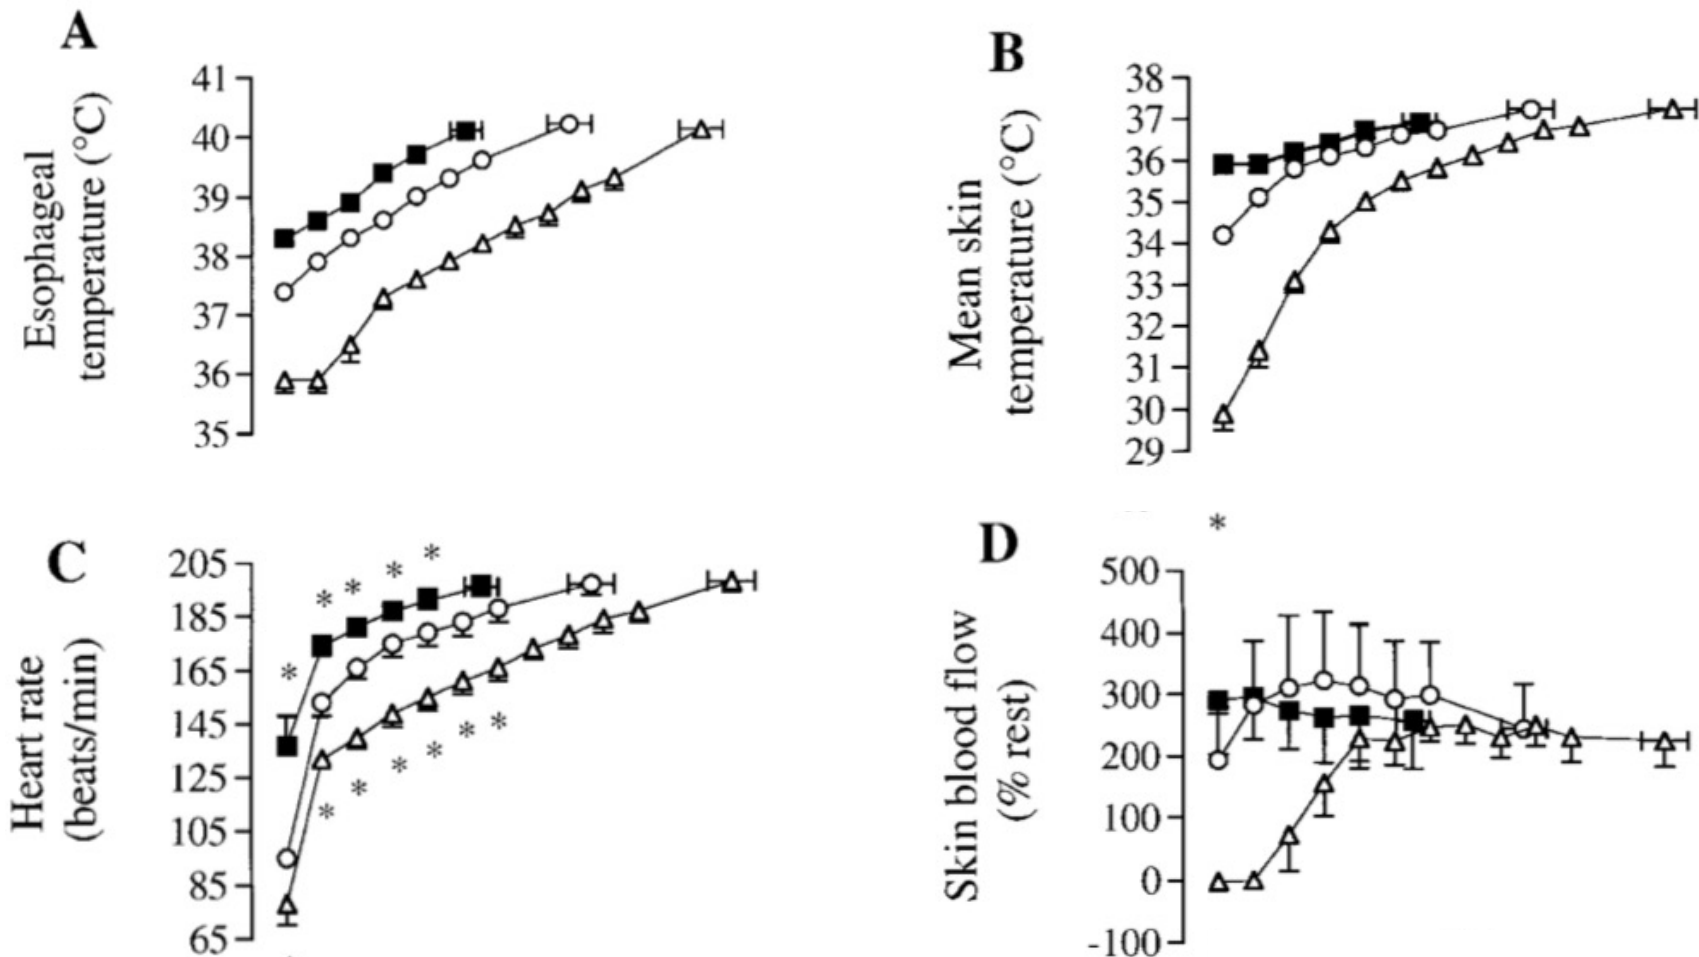 A
41
40
39
38
37
36
35
Esophageal
temperature (°C)
B
38
37
36
35
34
33
32
31
30
29
Mean skin
temperature (°C)
C
205
185
165
145
125
105
85
65
Heart rate
(beats/min)
* * * * *
* * * * * *
D
*
500
400
300
200
100
0
-100
Skin blood flow
(% rest)